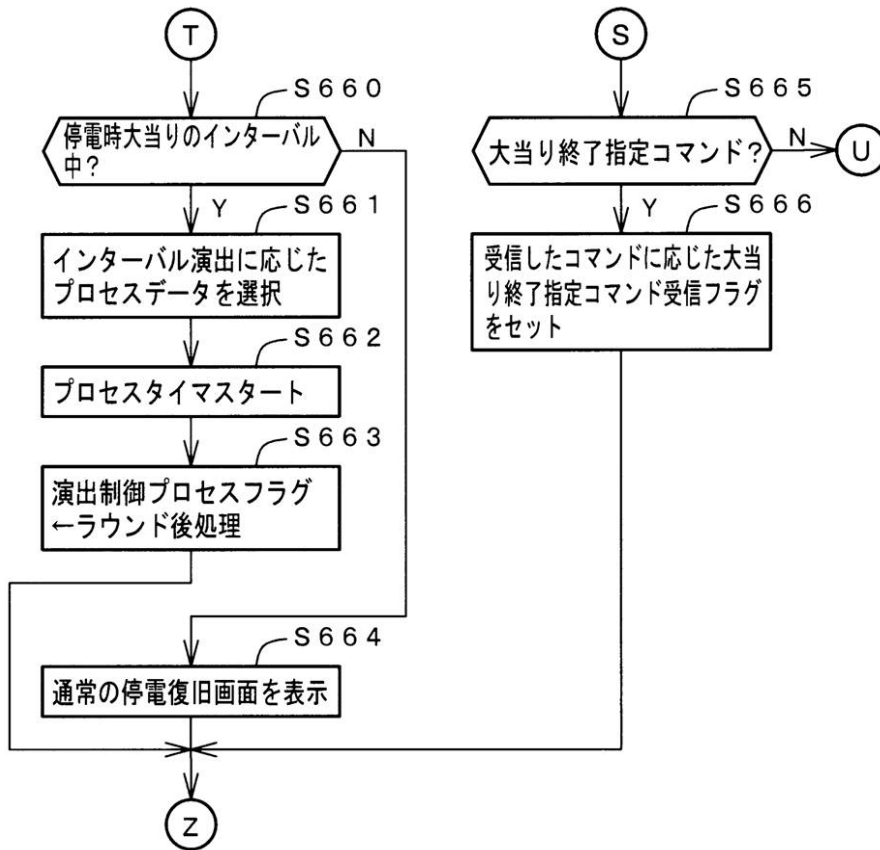 T
S660
停電時大当りのインターバル
中?
N
Y
S661
インターバル演出に応じた
プロセスデータを選択
S662
プロセスタイマスタート
S663
演出制御プロセスフラグ
←ラウンド後処理
S664
通常の停電復旧画面を表示
Z
S
S665
大当り終了指定コマンド?
N
U
Y
S666
受信したコマンドに応じた大当
り終了指定コマンド受信フラグ
をセット